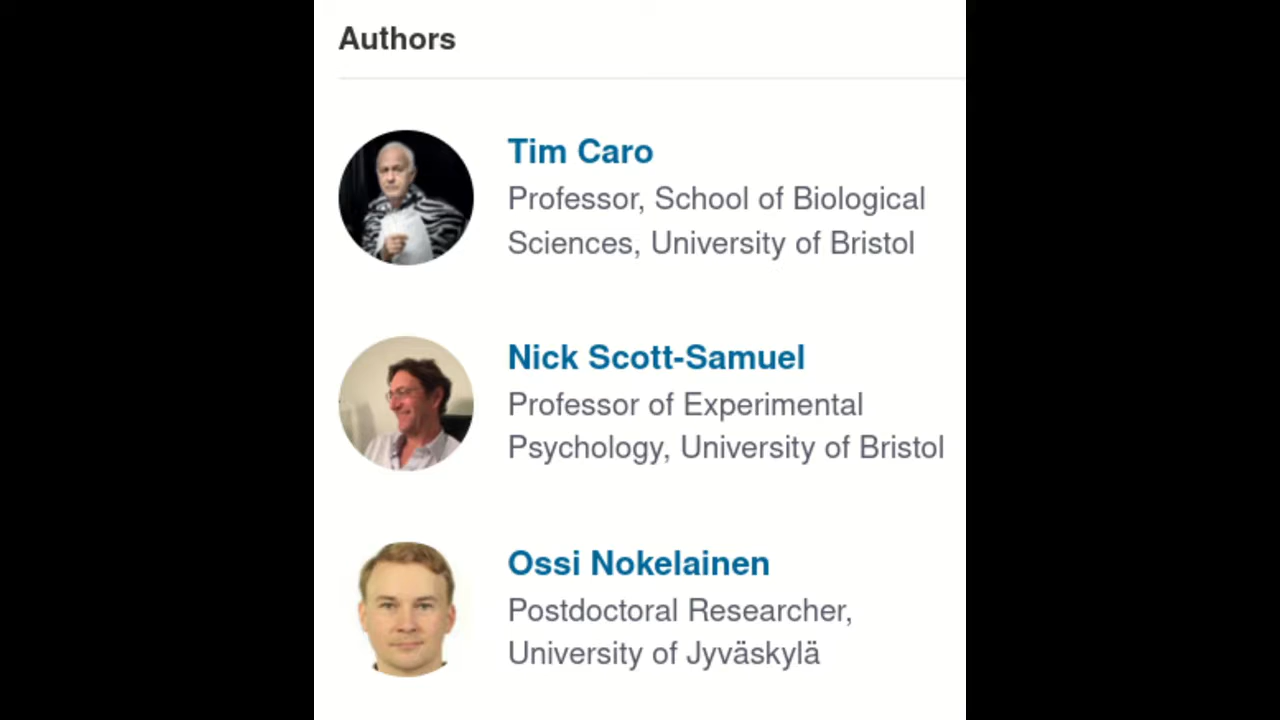 Authors
Tim Caro
Professor, School of Biological
Sciences, University of Bristol
Nick Scott-Samuel
Professor of Experimental
Psychology, University of Bristol
Ossi Nokelainen
Postdoctoral Researcher,
University of Jyväskylä